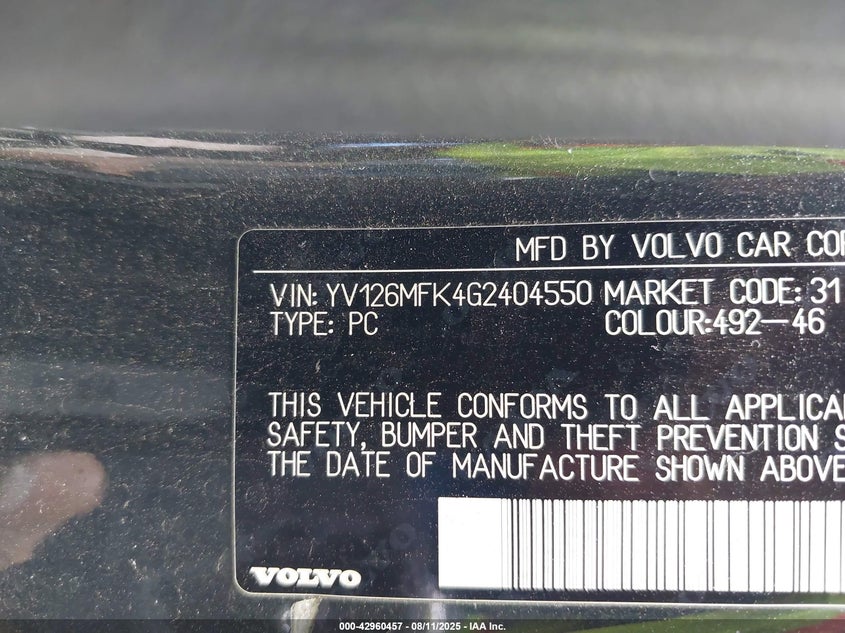 MFD BY VOLVO CAR COR
VIN: YV126MFK4G2404550 MARKET CODE: 31
TYPE: PC COLOUR:492-46
THIS VEHICLE CONFORMS TO ALL APPLICA
SAFETY, BUMPER AND THEFT PREVENTION S
THE DATE OF MANUFACTURE SHOWN ABOVE
VOLVO
000-42960457 - 08/11/2025 - IAA Inc.